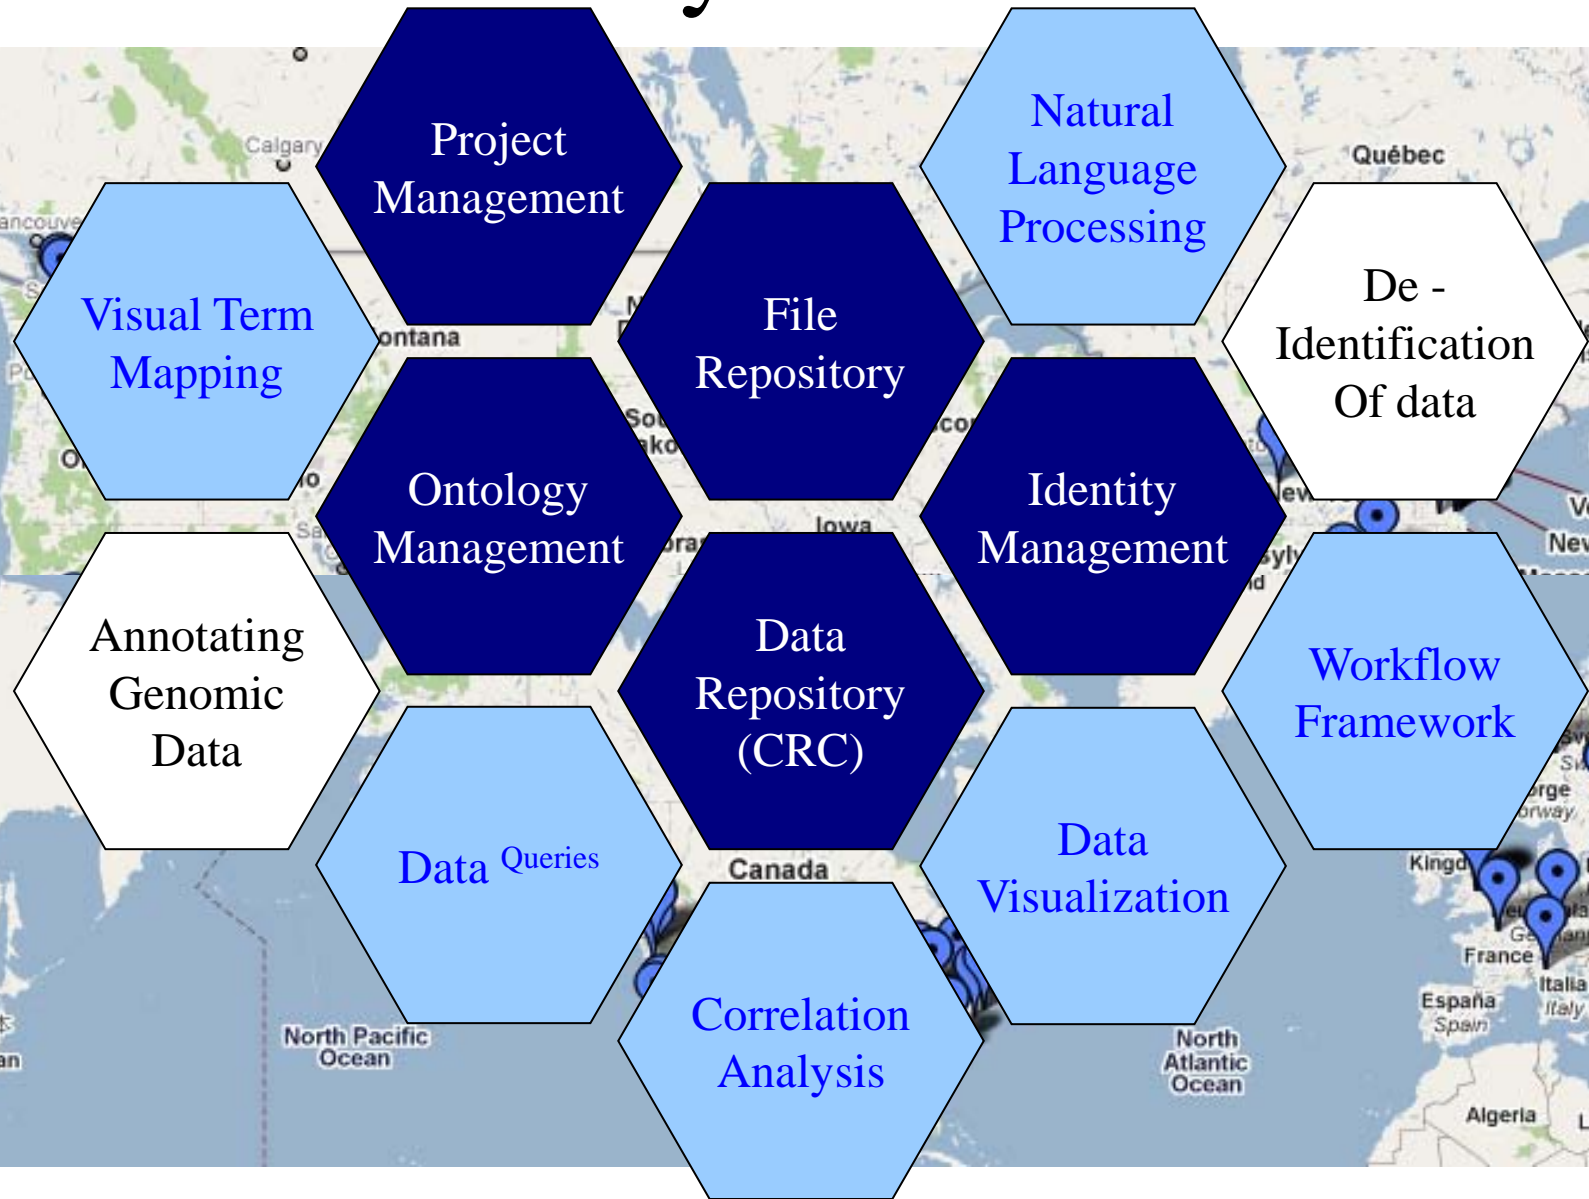 Project
Management
Natural
Language
Processing
Calgary
Québec
Visual Term
Mapping
File
Repository
De -
Identification
Of data
Ontology
Management
Identity
Management
Iowa
Annotating
Genomic
Data
Data
Repository
(CRC)
Workflow
Framework
Data Queries
Canada
Data
Visualization
Correlation
Analysis
North Pacific
Ocean
North
Atlantic
Ocean
France
Italia
Italy
España
Spain
Algeria